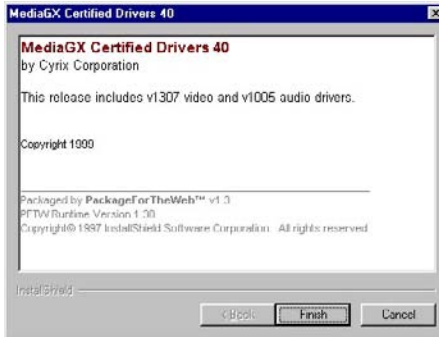 MediaGX Certified Drivers 40
MediaGX Certified Drivers 40
by Cyrix Corporation
This release includes v1307 video and v1005 audio drivers.
Copyright 1999
Packaged by PackageForTheWeb™ v1.3
PFTW Runtime Version 1.30
Copyright© 1997 InstallShield Software Corporation. All rights reserved
InstallShield
< Back
Finish
Cancel